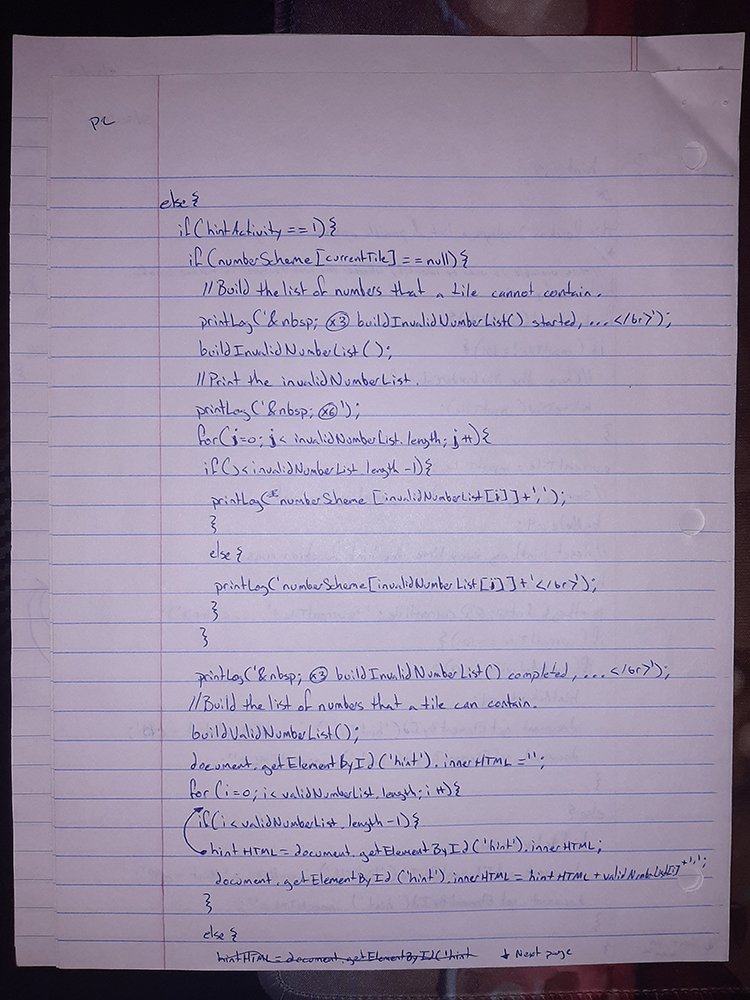 P2
else {
if(hintActivity == 1){
if(numberScheme[currentTile] == null){
// Build the list of numbers that a tile cannot contain.
printLog('&nbsp; x3 buildInvalidNumberList() started, ... </br>');
buildInvalidNumberList();
// Print the invalidNumberList.
printLog('&nbsp; x6');
for(j=0; j< invalidNumberList.length; j++){
if(j<invalidNumberList.length -1){
printLog( numberScheme [invalidNumberList[j]]+',');
}
else {
printLog('numberScheme[invalidNumberList[j]]+'</br>');
}
}
printLog('&nbsp; x3 buildInvalidNumberList() completed, ... </br>');
//Build the list of numbers that a tile can contain.
buildValidNumberList();
document.getElementById('hint').innerHTML = '';
for (i=0; i< validNumberList.length; i++){
if(i<validNumberList.length -1){
hintHTML = document.getElementById('hint').innerHTML;
document.getElementById('hint').innerHTML = hintHTML + validNumberList[i]+',';
}
else {
hintHTML = document.getElementById('hint ↓ Next page